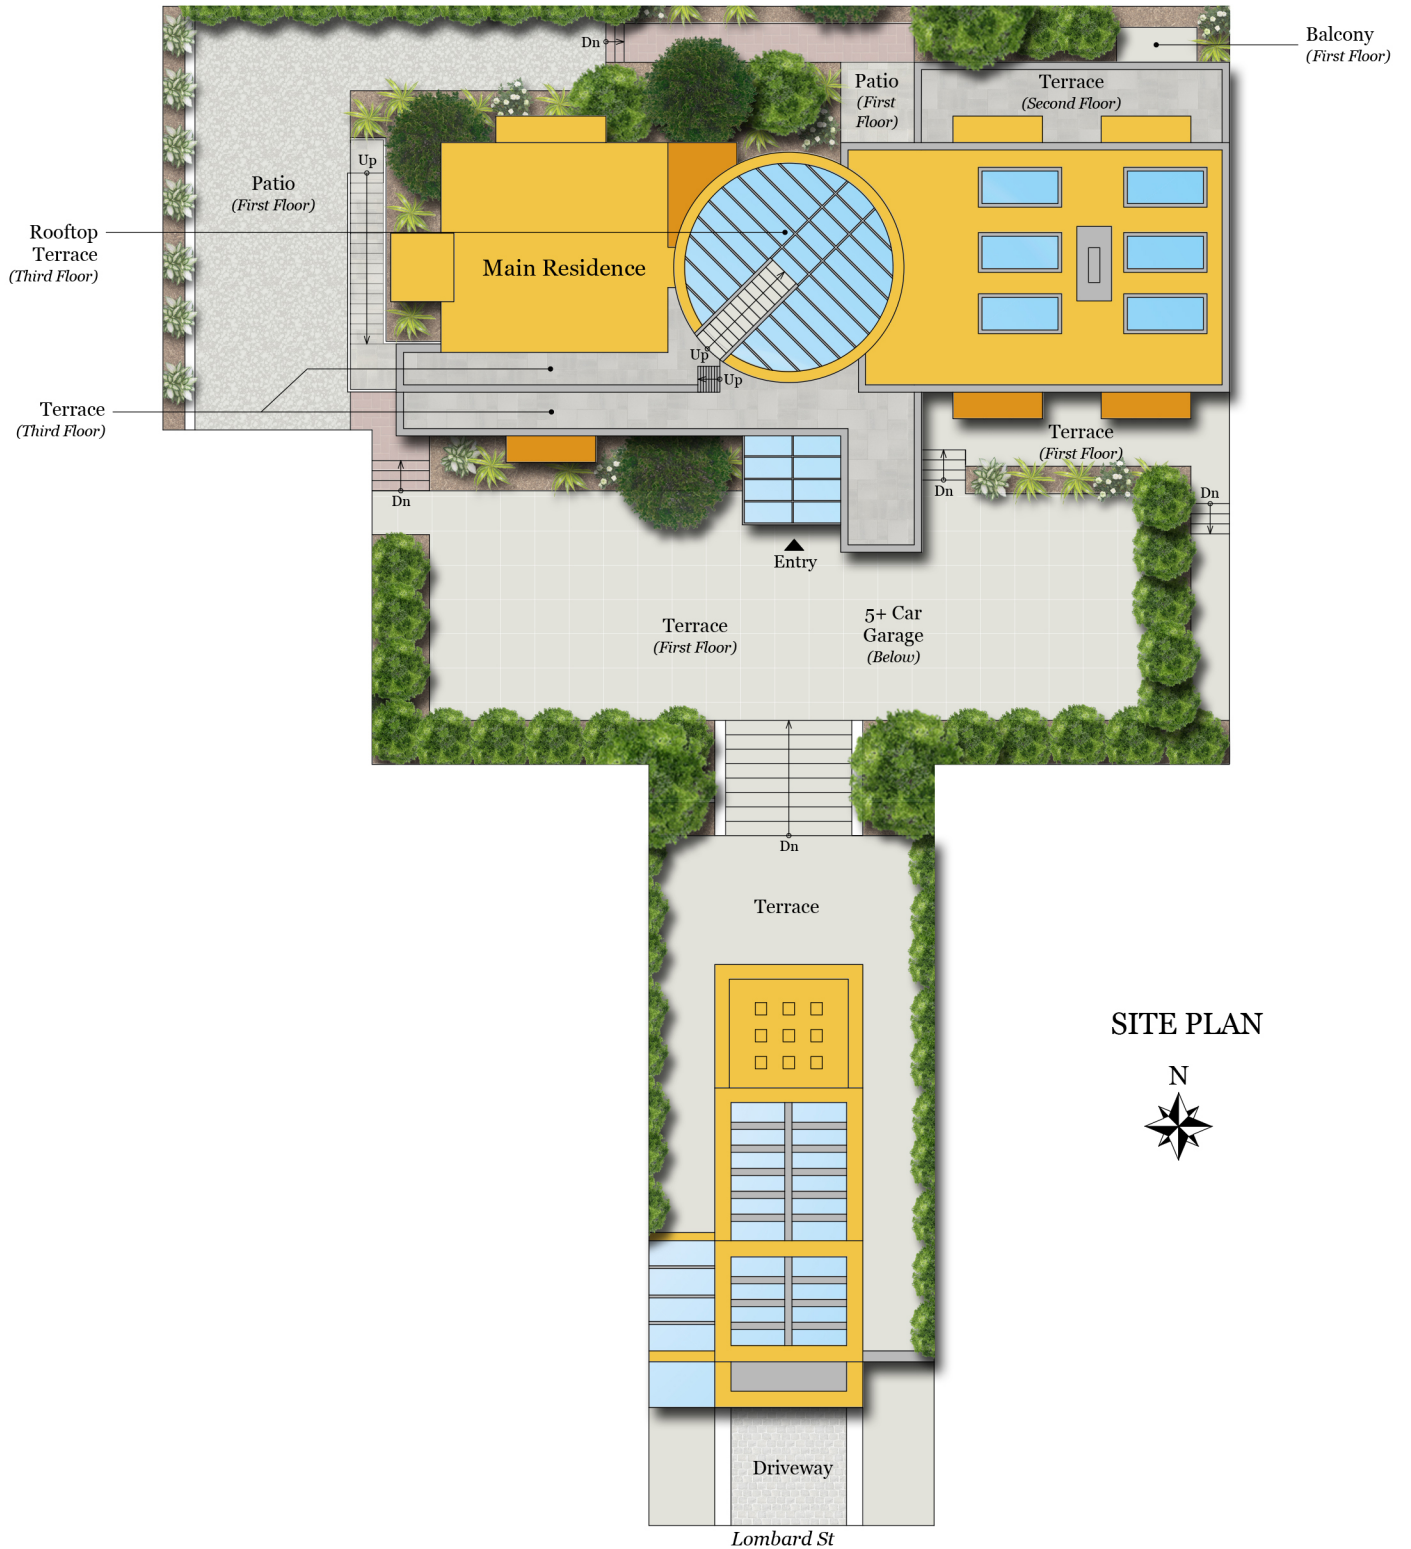 Dn
Balcony
(First Floor)
Patio
(First
Floor)
Terrace
(Second Floor)
Up
Patio
(First Floor)
Rooftop
Terrace
(Third Floor)
Main Residence
Up
Up
Terrace
(Third Floor)
Terrace
(First Floor)
Dn
Dn
Dn
Entry
Terrace
(First Floor)
5+ Car
Garage
(Below)
Dn
Terrace
SITE PLAN
N
Driveway
Lombard St